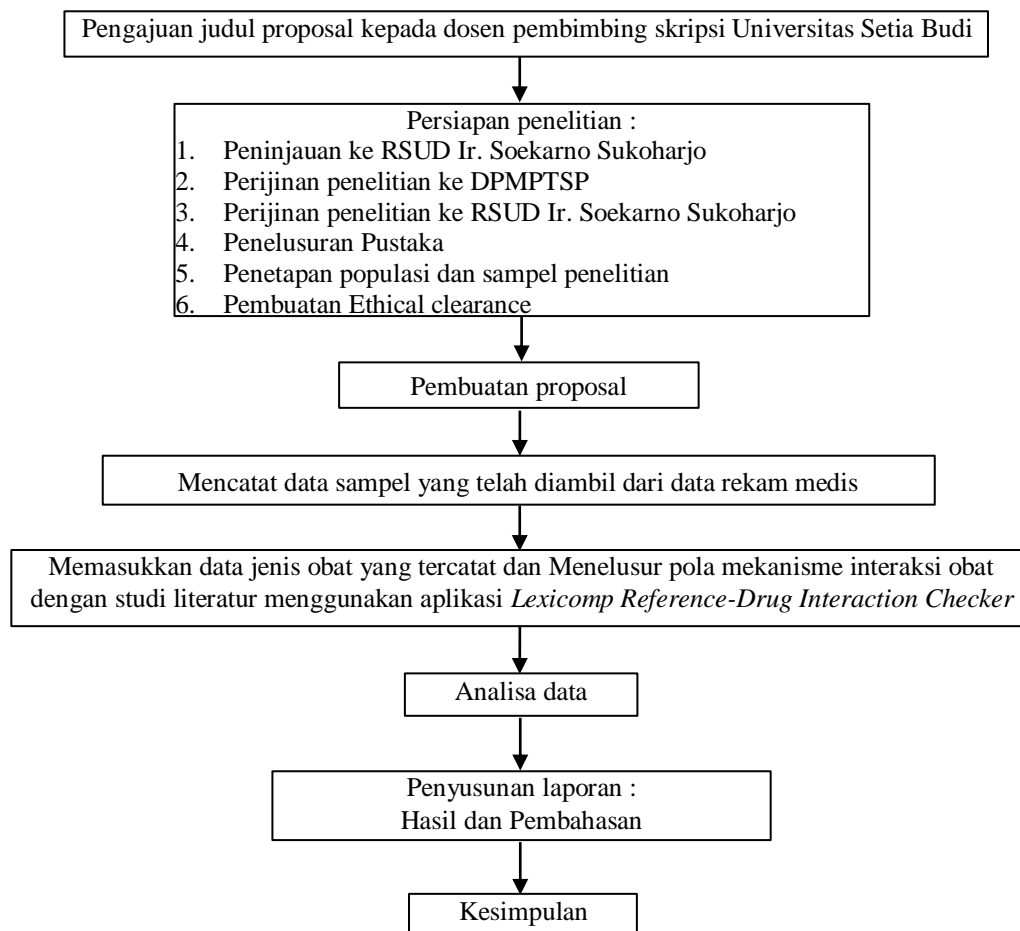 Pengajuan judul proposal kepada dosen pembimbing skripsi Universitas Setia Budi
Persiapan penelitian :
1. Peninjauan ke RSUD Ir. Soekarno Sukoharjo
2. Perijinan penelitian ke DPMPTSP
3. Perijinan penelitian ke RSUD Ir. Soekarno Sukoharjo
4. Penelusuran Pustaka
5. Penetapan populasi dan sampel penelitian
6. Pembuatan Ethical clearance
Pembuatan proposal
Mencatat data sampel yang telah diambil dari data rekam medis
Memasukkan data jenis obat yang tercatat dan Menelusur pola mekanisme interaksi obat
dengan studi literatur menggunakan aplikasi Lexicomp Reference-Drug Interaction Checker
Analisa data
Penyusunan laporan :
Hasil dan Pembahasan
Kesimpulan